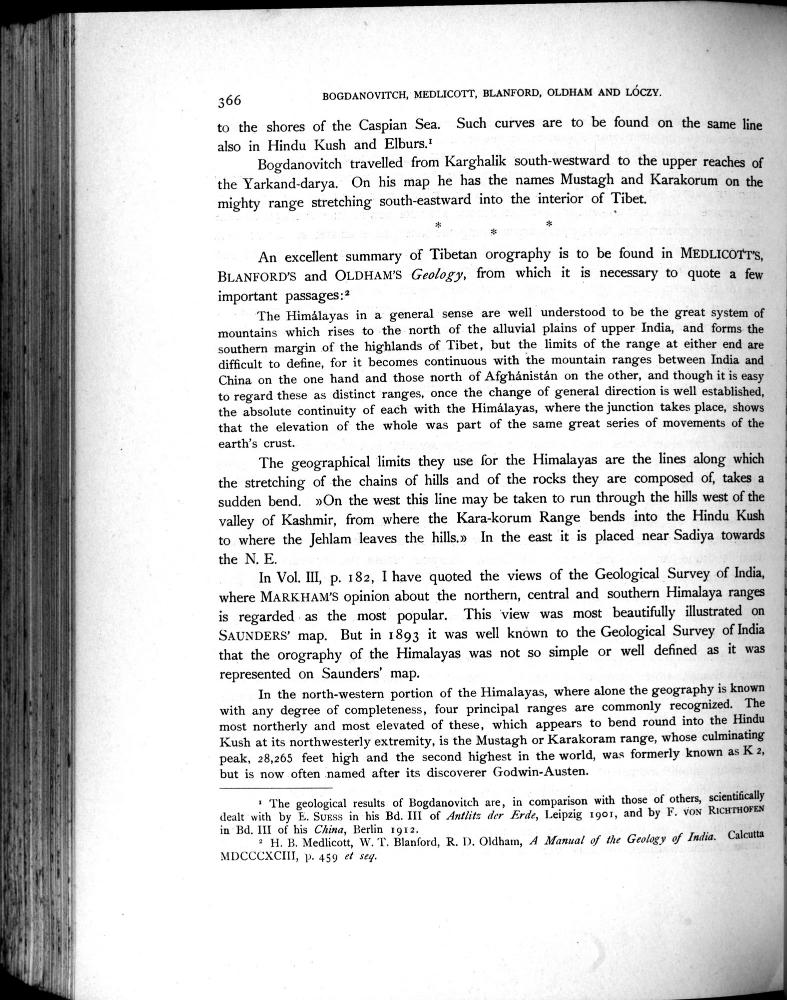 366
BOGDANOVITCH, MEDLICOTT, BLANFORD, OLDHAM AND LÓCZY.
to the shores of the Caspian Sea. Such curves are to be found on the same line
also in Hindu Kush and Elburs.¹
Bogdanovitch travelled from Karghalik south-westward to the upper reaches of
the Yarkand-darya. On his map he has the names Mustagh and Karakorum on the
mighty range stretching south-eastward into the interior of Tibet.
* * *
An excellent summary of Tibetan orography is to be found in MEDLICOTT'S,
BLANFORD'S and OLDHAM'S Geology, from which it is necessary to quote a few
important passages:²
The Himálayas in a general sense are well understood to be the great system of
mountains which rises to the north of the alluvial plains of upper India, and forms the
southern margin of the highlands of Tibet, but the limits of the range at either end are
difficult to define, for it becomes continuous with the mountain ranges between India and
China on the one hand and those north of Afghánistán on the other, and though it is easy
to regard these as distinct ranges, once the change of general direction is well established,
the absolute continuity of each with the Himálayas, where the junction takes place, shows
that the elevation of the whole was part of the same great series of movements of the
earth's crust.
The geographical limits they use for the Himalayas are the lines along which
the stretching of the chains of hills and of the rocks they are composed of, takes a
sudden bend. »On the west this line may be taken to run through the hills west of the
valley of Kashmir, from where the Kara-korum Range bends into the Hindu Kush
to where the Jehlam leaves the hills.» In the east it is placed near Sadiya towards
the N. E.
In Vol. III, p. 182, I have quoted the views of the Geological Survey of India,
where MARKHAM'S opinion about the northern, central and southern Himalaya ranges
is regarded as the most popular. This view was most beautifully illustrated on
SAUNDERS' map. But in 1893 it was well known to the Geological Survey of India
that the orography of the Himalayas was not so simple or well defined as it was
represented on Saunders' map.
In the north-western portion of the Himalayas, where alone the geography is known
with any degree of completeness, four principal ranges are commonly recognized. The
most northerly and most elevated of these, which appears to bend round into the Hindu
Kush at its northwesterly extremity, is the Mustagh or Karakoram range, whose culminating
peak, 28,265 feet high and the second highest in the world, was formerly known as K 2,
but is now often named after its discoverer Godwin-Austen.
¹ The geological results of Bogdanovitch are, in comparison with those of others, scientifically
dealt with by E. SUESS in his Bd. III of Antlitz der Erde, Leipzig 1901, and by F. VON RICHTHOFEN
in Bd. III of his China, Berlin 1912.
² H. B. Medlicott, W. T. Blanford, R. D. Oldham, A Manual of the Geology of India. Calcutta
MDCCCXCIII, p. 459 et seq.